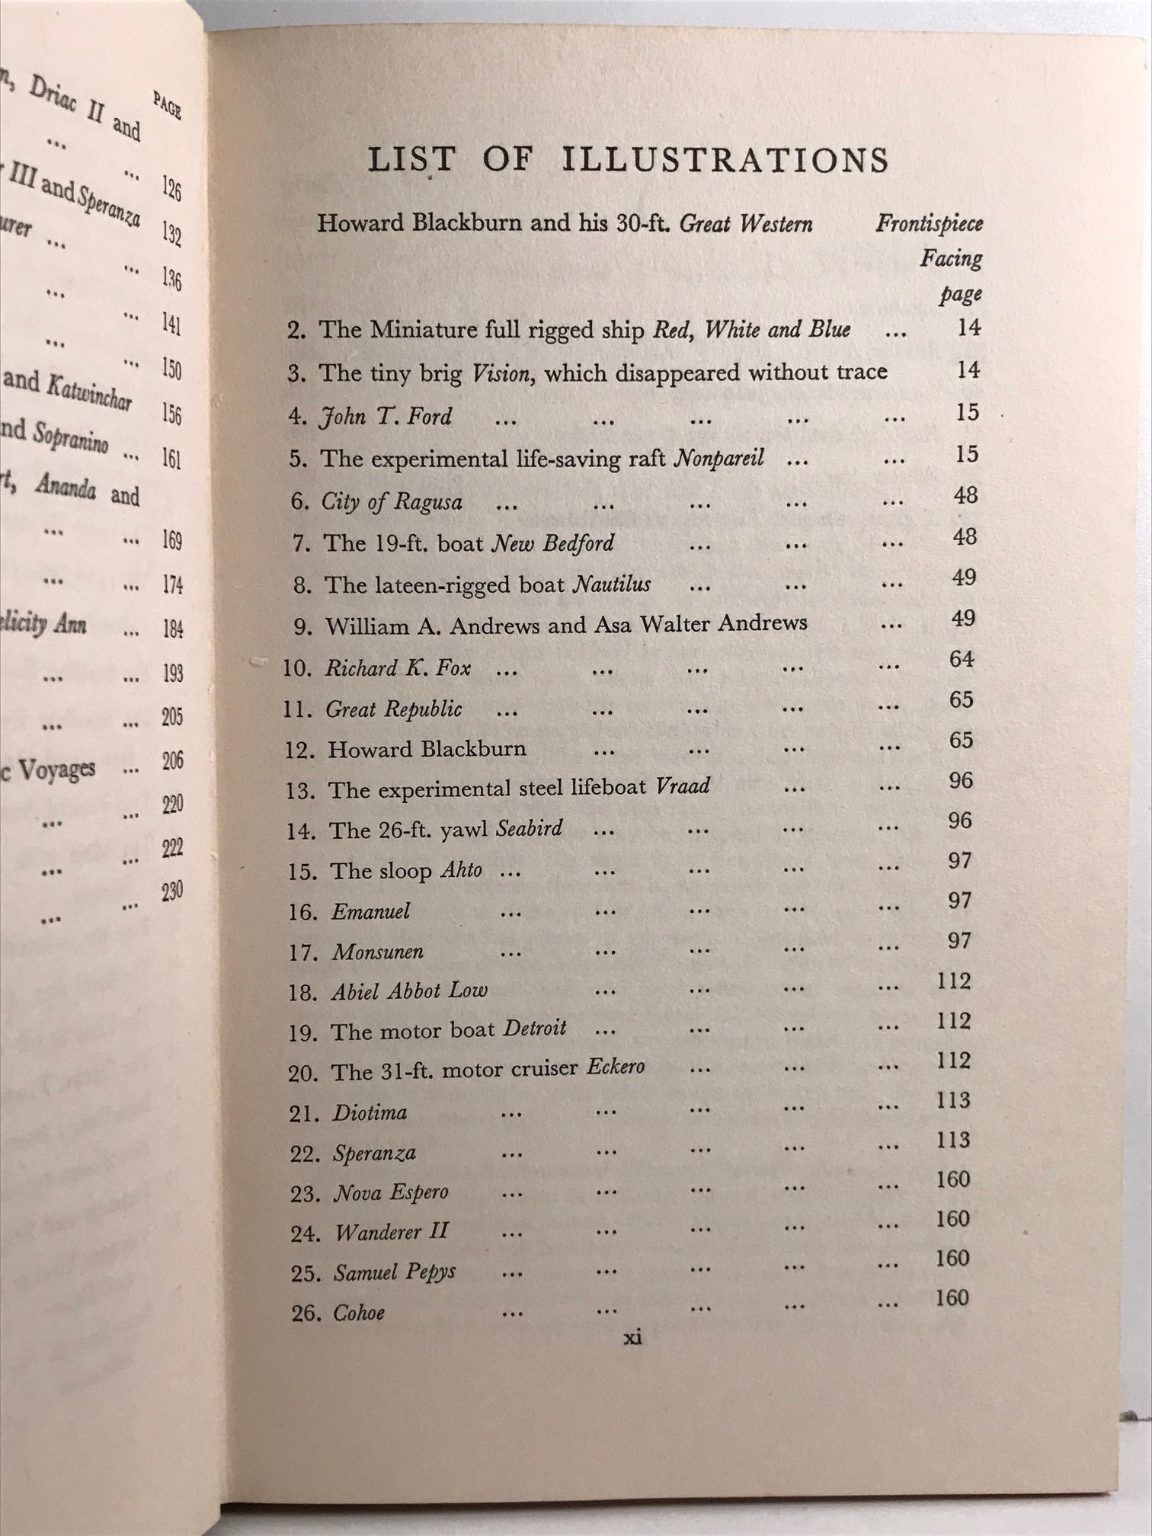 PAGE
Driac II and
... ... 126
III and Speranza 132
... ... 136
... ... 141
... ... 150
and Katwinchar 156
Sopranino ... 161
Ananda and
... ... 169
... ... 174
Ann ... 184
... ... 193
... ... 205
Voyages ... 206
... ... 220
... ... 222
... ... 230
LIST OF ILLUSTRATIONS
Howard Blackburn and his 30-ft. Great Western Frontispiece
Facing
page
2. The Miniature full rigged ship Red, White and Blue ... 14
3. The tiny brig Vision, which disappeared without trace 14
4. John T. Ford ... ... ... ... ... 15
5. The experimental life-saving raft Nonpareil ... ... 15
6. City of Ragusa ... ... ... ... ... 48
7. The 19-ft. boat New Bedford ... ... ... 48
8. The lateen-rigged boat Nautilus ... ... ... 49
9. William A. Andrews and Asa Walter Andrews ... 49
10. Richard K. Fox ... ... ... ... ... 64
11. Great Republic ... ... ... ... ... 65
12. Howard Blackburn ... ... ... ... 65
13. The experimental steel lifeboat Vraad ... ... 96
14. The 26-ft. yawl Seabird ... ... ... ... 96
15. The sloop Ahto ... ... ... ... ... 97
16. Emanuel ... ... ... ... ... 97
17. Monsunen ... ... ... ... ... 97
18. Abiel Abbot Low ... ... ... ... 112
19. The motor boat Detroit ... ... ... ... 112
20. The 31-ft. motor cruiser Eckero ... ... ... 112
21. Diotima ... ... ... ... ... 113
22. Speranza ... ... ... ... ... 113
23. Nova Espero ... ... ... ... ... 160
24. Wanderer II ... ... ... ... ... 160
25. Samuel Pepys ... ... ... ... ... 160
26. Cohoe ... ... ... ... ... 160
xi